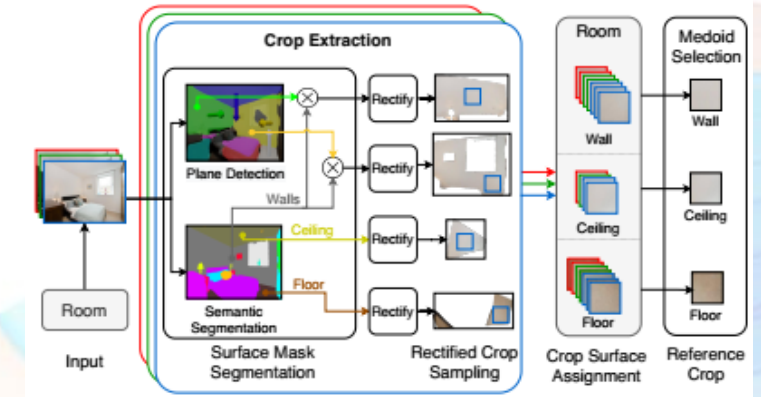 Crop Extraction
Room
Medoid
Selection
Rectify
Wall
Wall
Plane Detection
Rectify
Walls
Ceiling
Rectify
Ceiling
Ceiling
Room
Semantic
Segmentation
Floor
Rectify
Floor
Floor
Input
Surface Mask
Segmentation
Rectified Crop
Sampling
Crop Surface
Assignment
Reference
Crop